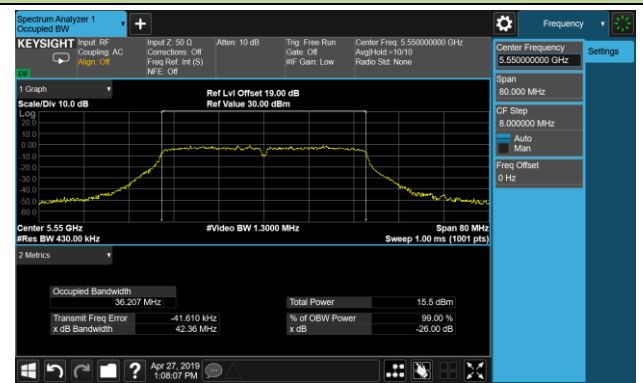 Spectrum Analyzer 1
Occupied BW
+
Frequency
KEYSIGHT
Input: RF
Coupling: AC
Align: Off
Input Z: 50 Ω
Corrections: Off
Freq Ref: Int (S)
NFE: Off
Atten: 10 dB
Trig: Free Run
Gate: Off
#IF Gain: Low
Center Freq: 5.550000000 GHz
Avg|Hold:>10/10
Radio Std: None
LXI
Center Frequency
5.550000000 GHz
Settings
Span
80.000 MHz
CF Step
8.000000 MHz
Auto
Man
Freq Offset
0 Hz
1 Graph
Scale/Div 10.0 dB
Ref Lvl Offset 19.00 dB
Ref Value 30.00 dBm
Log
20.0
10.0
0.00
-10.0
-20.0
-30.0
-40.0
-50.0
-60.0
Center 5.55 GHz
#Res BW 430.00 kHz
#Video BW 1.3000 MHz
Span 80 MHz
Sweep 1.00 ms (1001 pts)
2 Metrics
Occupied Bandwidth
36.207 MHz
Total Power 15.5 dBm
Transmit Freq Error -41.610 kHz
% of OBW Power 99.00 %
x dB Bandwidth 42.36 MHz
x dB -26.00 dB
?
Apr 27, 2019
1:08:07 PM